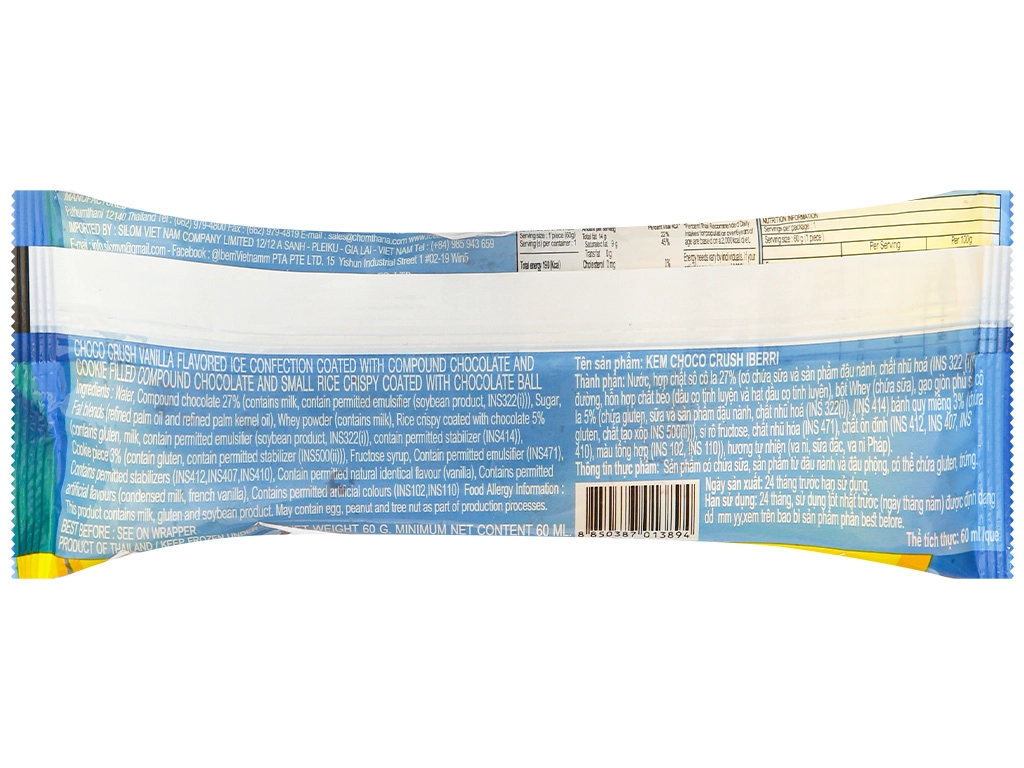 Yathumthani 12140 Thailand Tel : (662) 979-4800 Fax : (662) 979-4819 E-mail : sales@chomthana.com
IMPORTED BY : SILOM VIET NAM COMPANY LIMITED 12/12 A SANH - PLEIKU - GIA LAI - VIET NAM Tel : (+84) 985 943 659
E-mail : info.silomvn@gmail.com - Facebook : @IbemVietnamm PTA PTE LTD. 15 Yishun Industrial Street 1 #02-19 Win5
Serving size : 1 piece (60g)
Serving(s) per container : 1
Total energy 190 (Kcal)
Total fat 14 g 22%
Saturated fat 9 g 45%
Trans fat 0 g
Cholesterol 0 mg
NUTRITION INFORMATION
Servings per package :
Serving size : 60 g (1 piece)
Per Serving Per 100g
CHOCO CRUSH VANILLA FLAVORED ICE CONFECTION COATED WITH COMPOUND CHOCOLATE AND
COOKIE FILLED COMPOUND CHOCOLATE AND SMALL RICE CRISPY COATED WITH CHOCOLATE BALL
Ingredients : Water, Compound chocolate 27% (contains milk, contain permitted emulsifier (soybean product, INS322(i))), Sugar,
Fat blends (refined palm oil and refined palm kernel oil), Whey powder (contains milk), Rice crispy coated with chocolate 5%
(contains gluten, milk, contain permitted emulsifier (soybean product, INS322(i)), contain permitted stabilizer (INS414)),
Cookie piece 3% (contain gluten, contain permitted stabilizer (INS500(ii))), Fructose syrup, Contain permitted emulsifier (INS471),
Contains permitted stabilizers (INS412,INS407,INS410), Contain permitted natural identical flavour (vanilla), Contains permitted
artificial flavours (condensed milk, french vanilla), Contains permitted artificial colours (INS102,INS110) Food Allergy Information :
This product contains milk, gluten and soybean product. May contain egg, peanut and tree nut as part of production processes.
BEST BEFORE : SEE ON WRAPPER
PRODUCT OF THAILAND / KEEP FROZEN
WEIGHT 60 G. MINIMUM NET CONTENT 60 ML.
Tên sản phẩm: KEM CHOCO CRUSH IBERRI
Thành phần: Nước, hợp chất sô cô la 27% (có chứa sữa và sản phẩm đậu nành, chất nhũ hoá (INS 322 (i))
đường, hỗn hợp chất béo (dầu cọ tinh luyện và hạt dầu cọ tinh luyện), bột Whey (chứa sữa), gạo giòn phủ s cô
la 5% (chứa gluten, sữa và sản phẩm đậu nành, chất nhũ hoá (INS 322(i), (INS 414) bánh quy miếng 3% (chứa
gluten, chất tạo xốp (INS 500(ii))), si rô fructose, chất nhũ hóa (INS 471), chất ổn định (INS 412, INS 407, INS
410), màu tổng hợp (INS 102, INS 110), hương tự nhiên (va ni, sữa đặc, va ni Pháp).
Thông tin thực phẩm: Sản phẩm có chứa sữa, sản phẩm từ đậu nành và đậu phộng, có thể chứa gluten, trứng.
Ngày sản xuất: 24 tháng trước hạn sử dụng.
Hạn sử dụng: 24 tháng, sử dụng tốt nhất trước (ngày tháng năm) được định dạng
dd mm yy,xem trên bao bì sản phẩm phần best before.
Thể tích thực: 60 ml /que
8 850387 013894